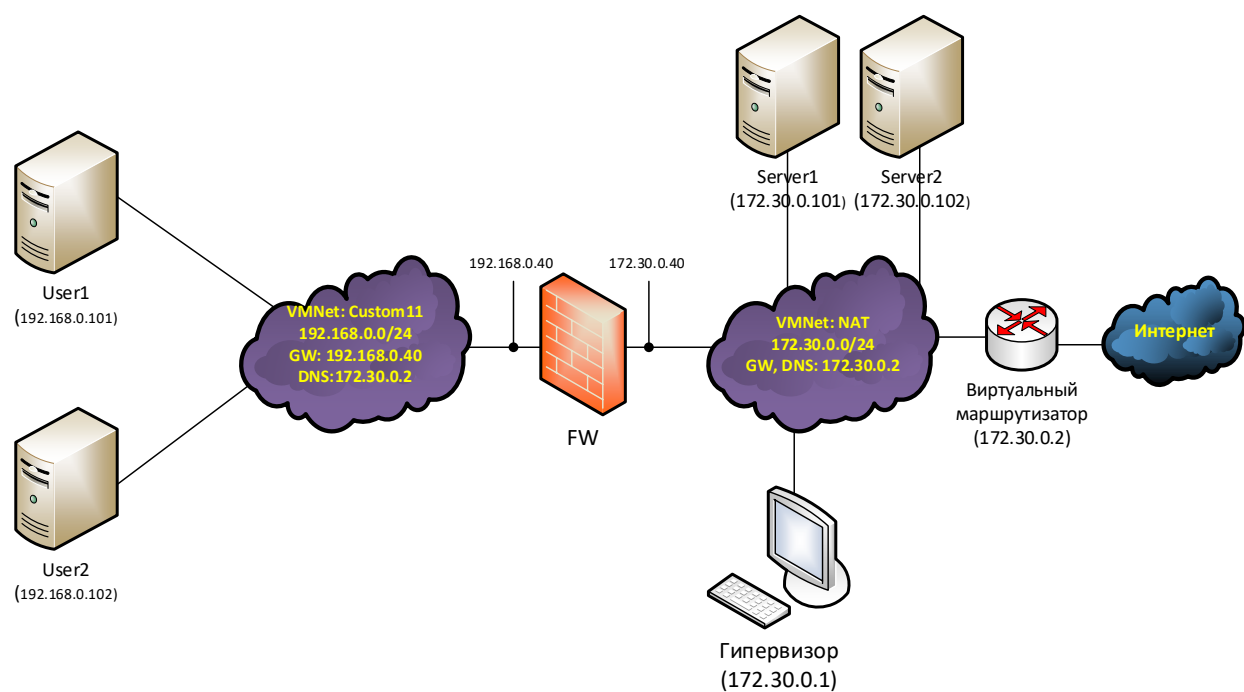 Server1
(172.30.0.101)
Server2
(172.30.0.102)
User1
(192.168.0.101)
VMNet: Custom11
192.168.0.0/24
GW: 192.168.0.40
DNS:172.30.0.2
192.168.0.40
172.30.0.40
FW
VMNet: NAT
172.30.0.0/24
GW, DNS: 172.30.0.2
Виртуальный
маршрутизатор
(172.30.0.2)
Интернет
User2
(192.168.0.102)
Гипервизор
(172.30.0.1)